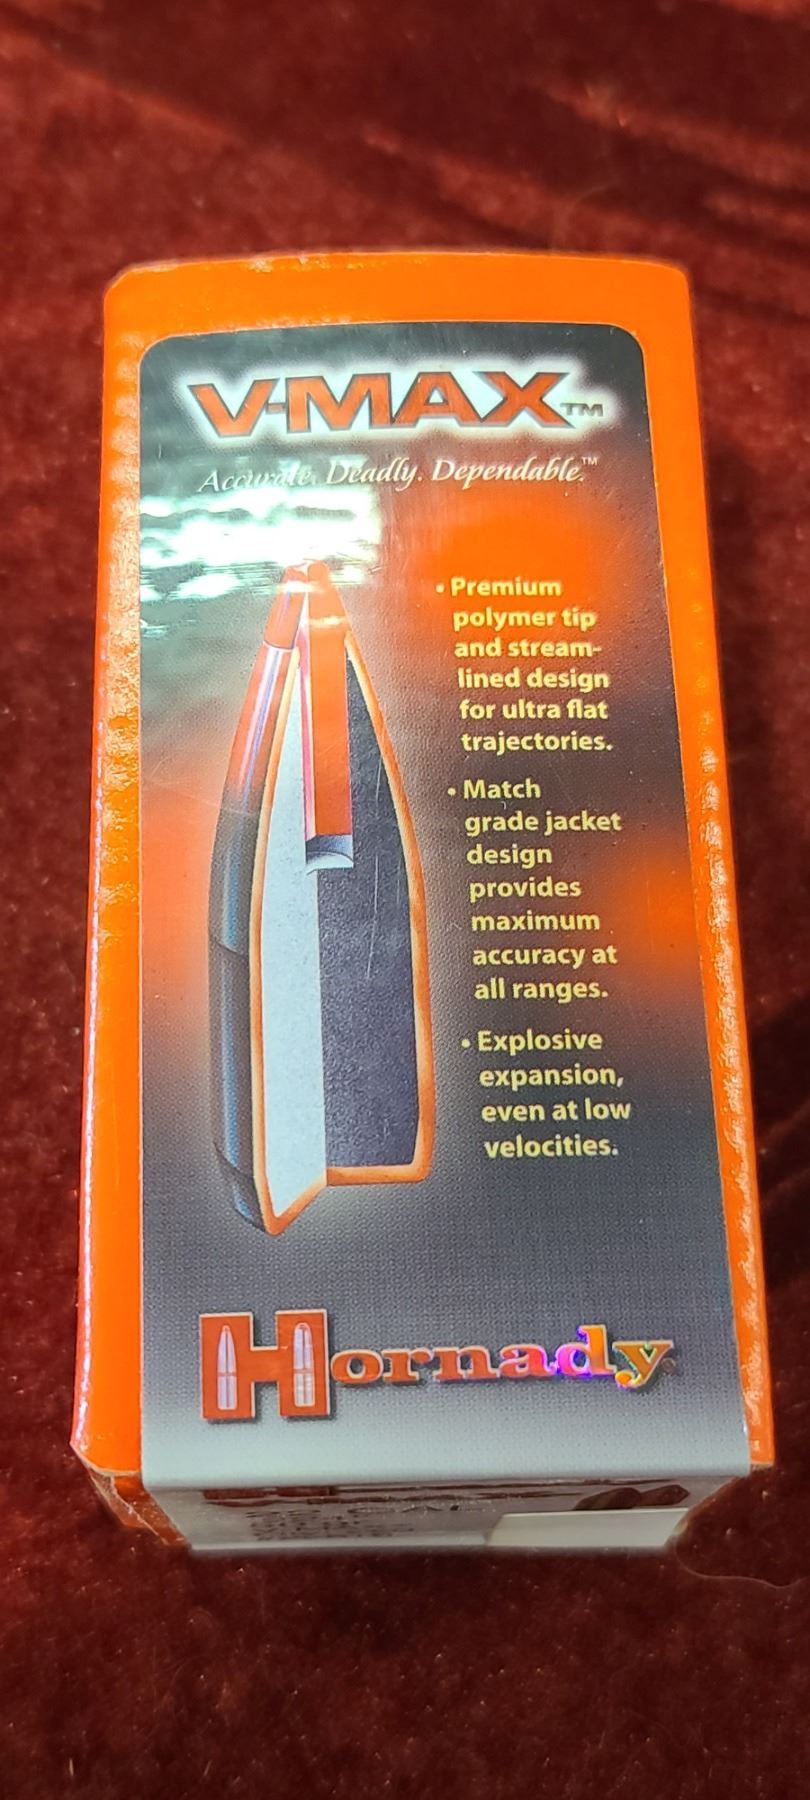 V-MAX™
Accurate. Deadly. Dependable.™
• Premium
polymer tip
and stream-
lined design
for ultra flat
trajectories.
• Match
grade jacket
design
provides
maximum
accuracy at
all ranges.
• Explosive
expansion,
even at low
velocities.
Hornady